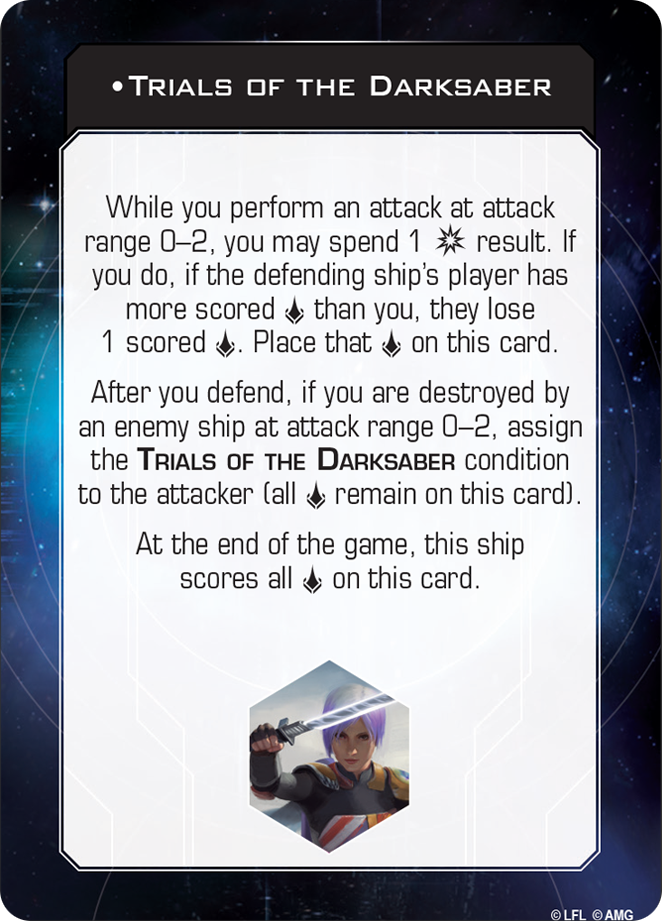 •Trials of the Darksaber
While you perform an attack at attack
range 0–2, you may spend 1 result. If
you do, if the defending ship's player has
more scored than you, they lose
1 scored . Place that on this card.
After you defend, if you are destroyed by
an enemy ship at attack range 0–2, assign
the Trials of the Darksaber condition
to the attacker (all remain on this card).
At the end of the game, this ship
scores all on this card.
© LFL © AMG